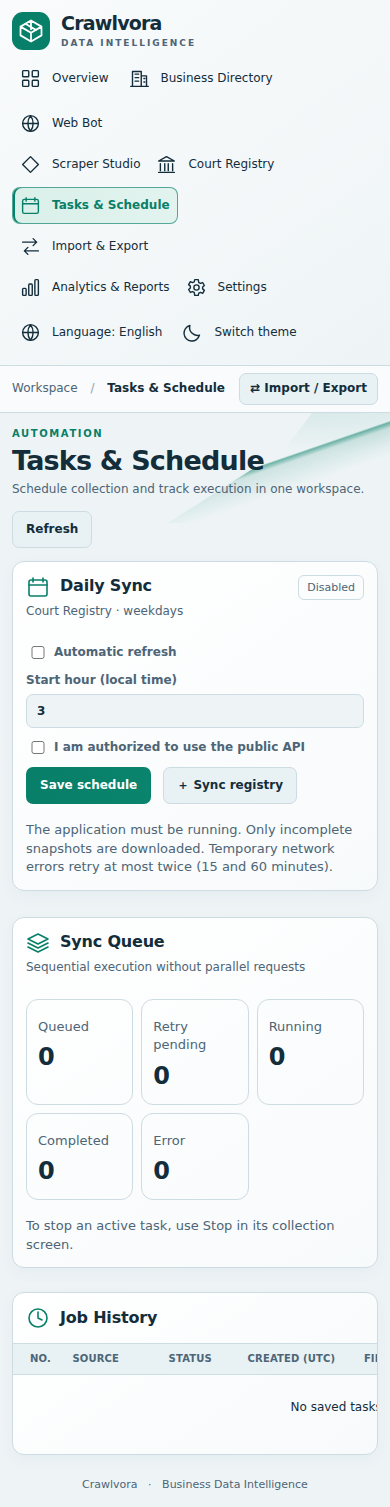 Crawlvora
DATA INTELLIGENCE
Overview Business Directory
Web Bot
Scraper Studio Court Registry
Tasks & Schedule
Import & Export
Analytics & Reports Settings
Language: English Switch theme
Workspace / Tasks & Schedule ⇄ Import / Export
AUTOMATION
Tasks & Schedule
Schedule collection and track execution in one workspace.
Refresh
Daily Sync Disabled
Court Registry · weekdays
Automatic refresh
Start hour (local time)
3
I am authorized to use the public API
Save schedule + Sync registry
The application must be running. Only incomplete
snapshots are downloaded. Temporary network
errors retry at most twice (15 and 60 minutes).
Sync Queue
Sequential execution without parallel requests
Queued Retry pending Running
0 0 0
Completed Error
0 0
To stop an active task, use Stop in its collection
screen.
Job History
NO. SOURCE STATUS CREATED (UTC)
No saved tasks
Crawlvora · Business Data Intelligence